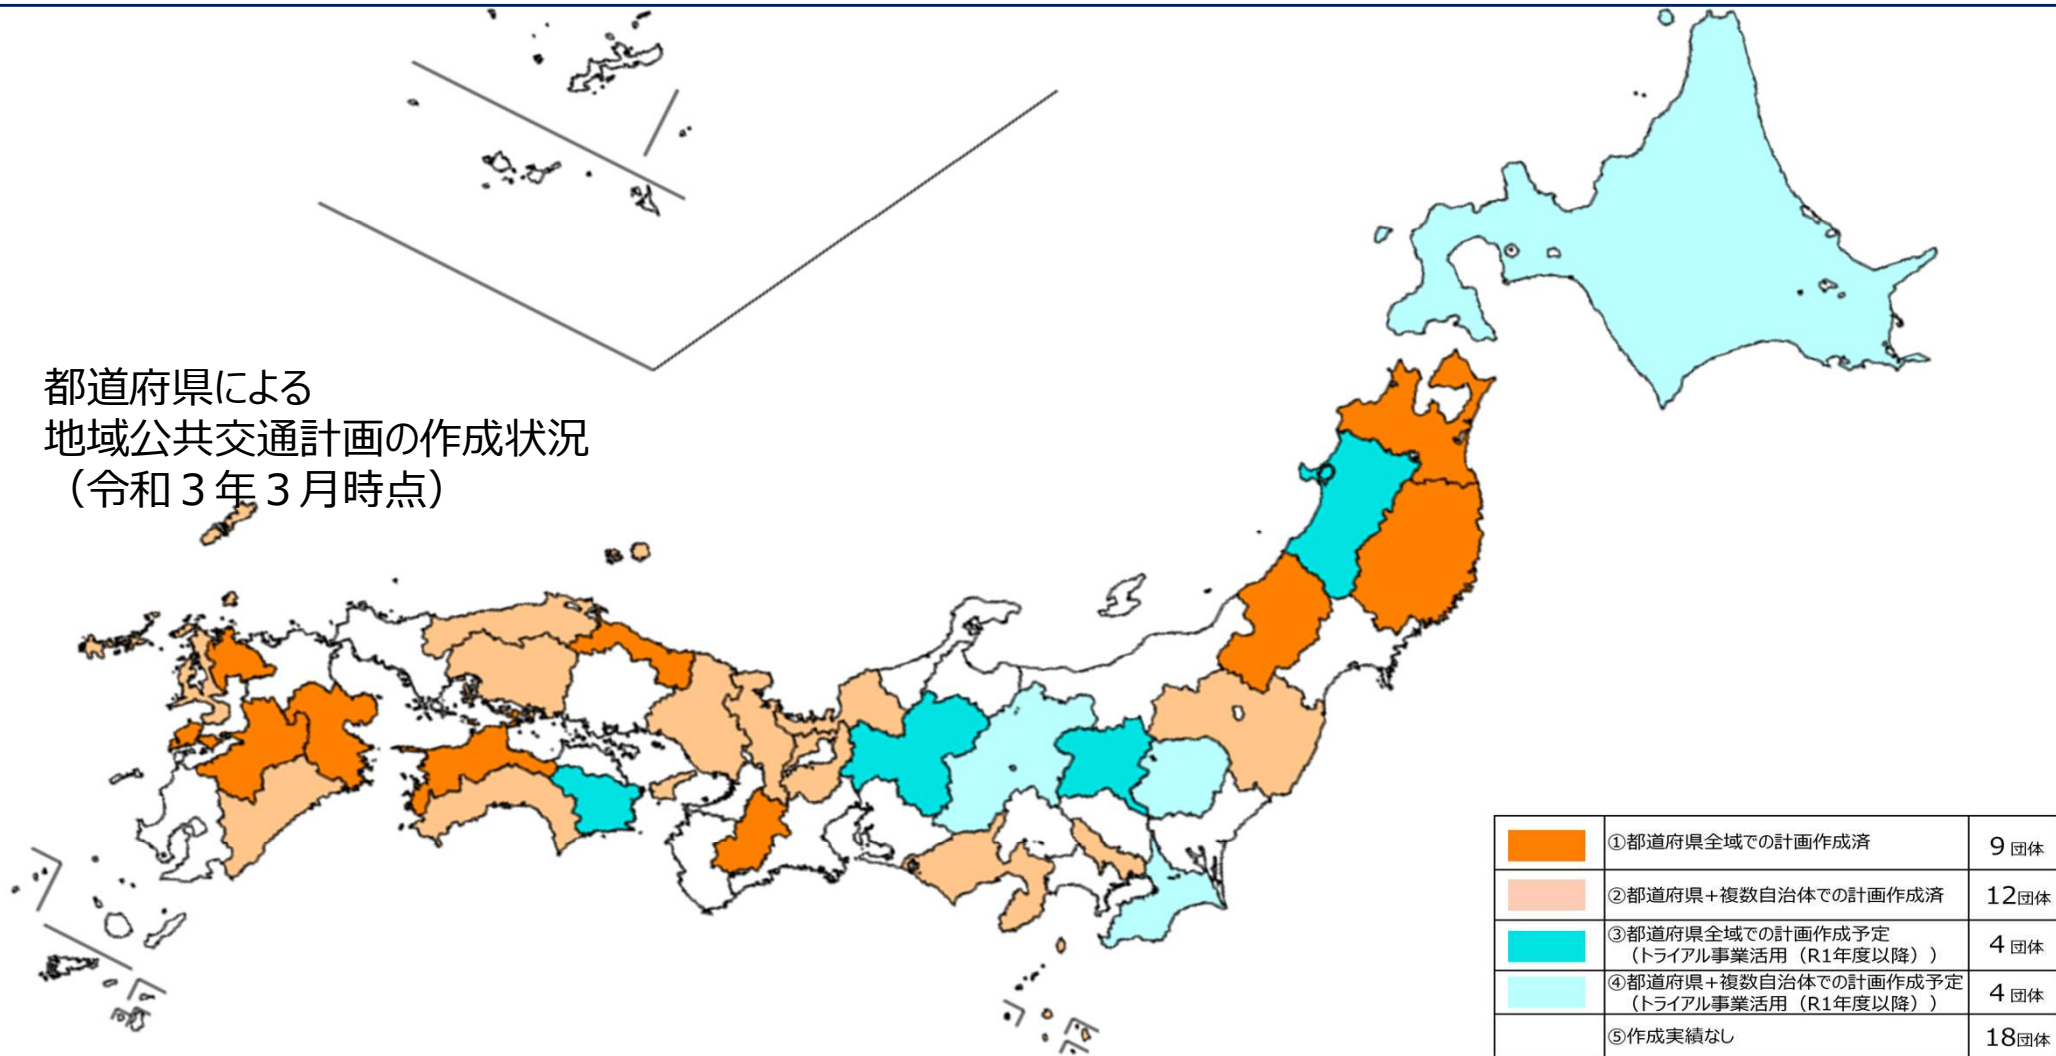 都道府県による
地域公共交通計画の作成状況
（令和３年３月時点）
①都道府県全域での計画作成済 9団体
②都道府県+複数自治体での計画作成済 12団体
③都道府県全域での計画作成予定
（トライアル事業活用（R1年度以降）） 4団体
④都道府県+複数自治体での計画作成予定
（トライアル事業活用（R1年度以降）） 4団体
⑤作成実績なし 18団体